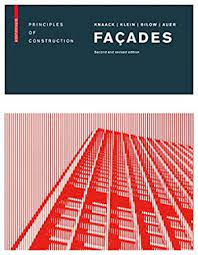 PRINCIPLES
OF
CONSTRUCTION
KNAACK | KLEIN | BILOW | AUER
FAÇADES
Second and revised edition